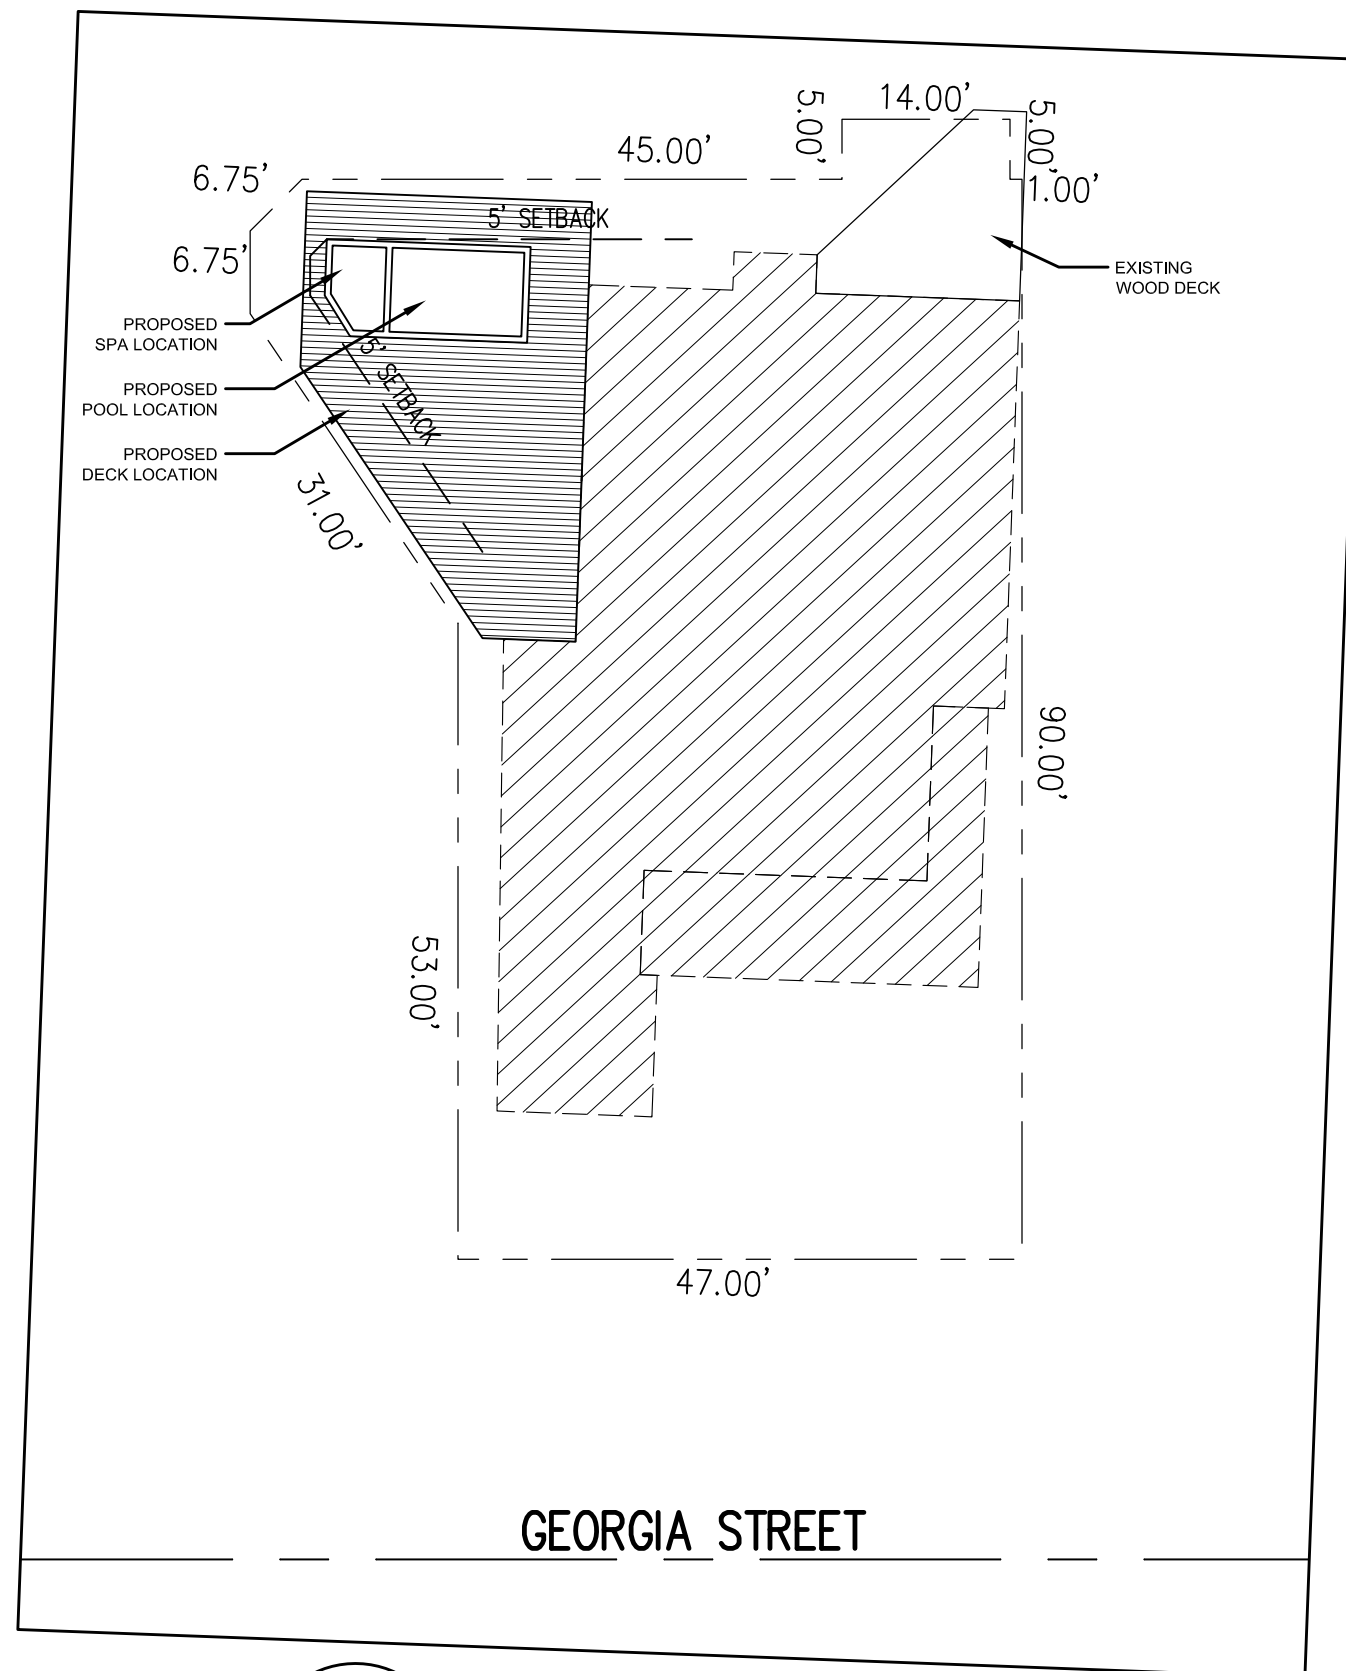 14.00'
5.00'
5.00'
45.00'
6.75'
1.00'
5' SETBACK
6.75'
EXISTING
WOOD DECK
PROPOSED
SPA LOCATION
5' SETBACK
PROPOSED
POOL LOCATION
PROPOSED
DECK LOCATION
31.00'
90.00'
53.00'
47.00'
GEORGIA STREET